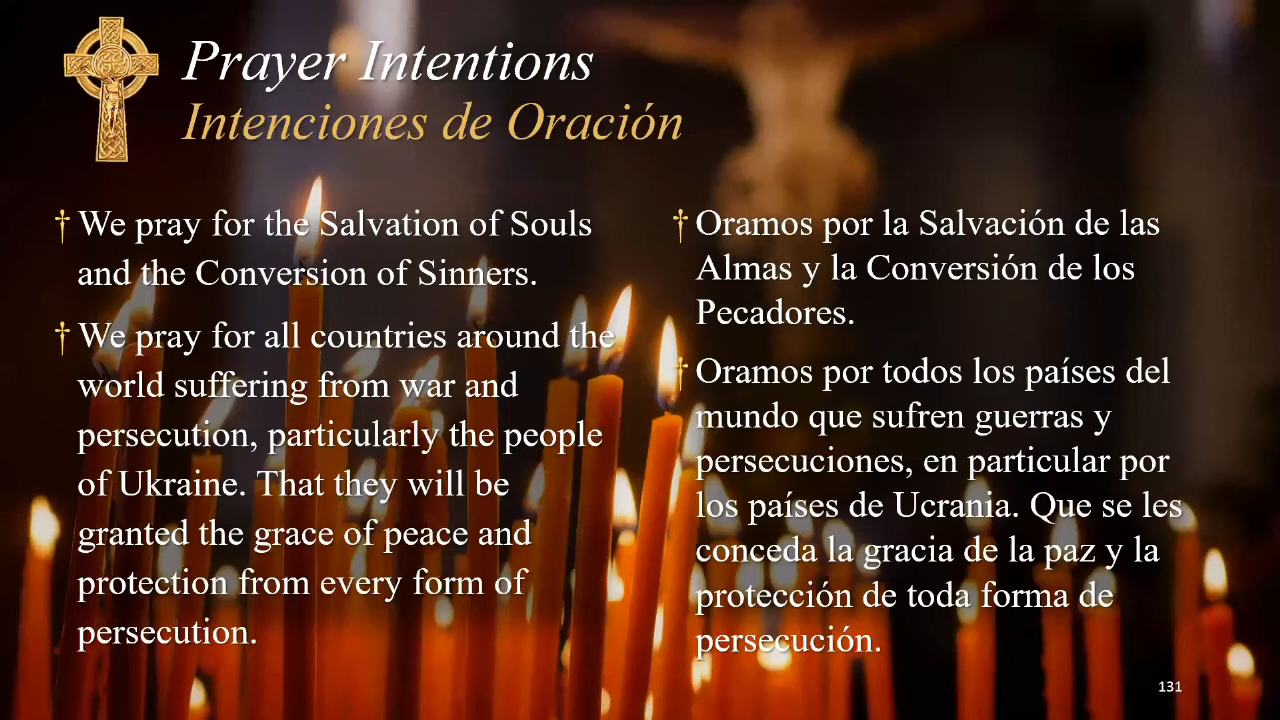 Prayer Intentions
Intenciones de Oración
† We pray for the Salvation of Souls
and the Conversion of Sinners.
† We pray for all countries around the
world suffering from war and
persecution, particularly the people
of Ukraine. That they will be
granted the grace of peace and
protection from every form of
persecution.
† Oramos por la Salvación de las
Almas y la Conversión de los
Pecadores.
† Oramos por todos los países del
mundo que sufren guerras y
persecuciones, en particular por
los países de Ucrania. Que se les
conceda la gracia de la paz y la
protección de toda forma de
persecución.
131